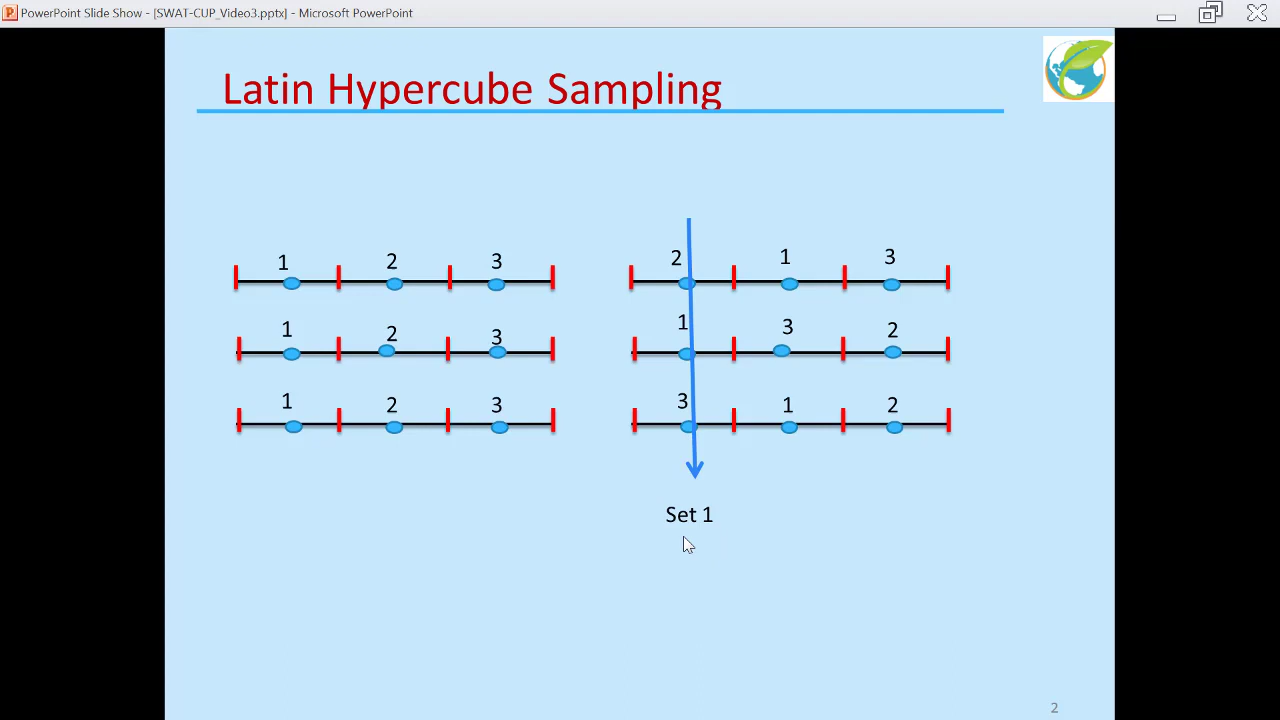 PowerPoint Slide Show - [SWAT-CUP_Video3.pptx] - Microsoft PowerPoint
Latin Hypercube Sampling
1 2 3
1 2 3
1 2 3
2 1 3
1 3 2
3 1 2
Set 1
2